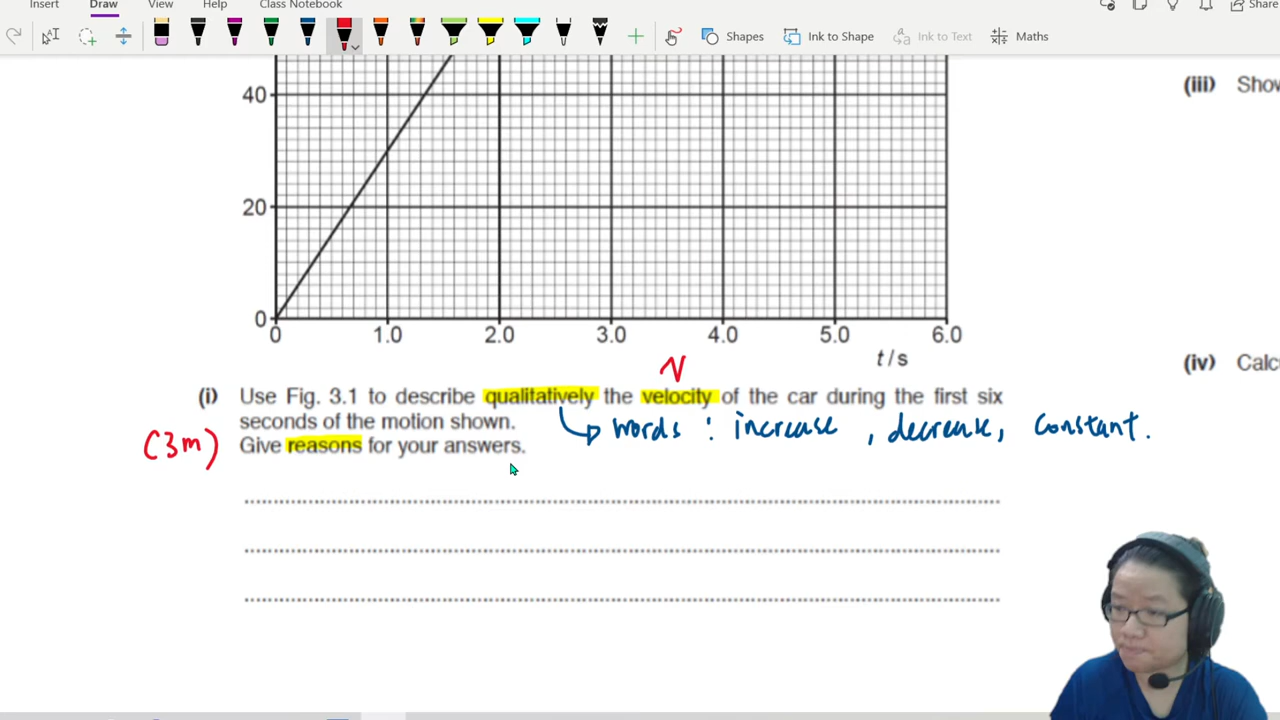 Insert Draw View Help Class Notebook
Share
Shapes Ink to Shape Ink to Text Maths
40
20
0
0 1.0 2.0 3.0 4.0 5.0 6.0
t / s
(iii) Show
(iv) Calc
v
(i) Use Fig. 3.1 to describe qualitatively the velocity of the car during the first six
seconds of the motion shown.
words : increase , decrease, constant.
(3m) Give reasons for your answers.